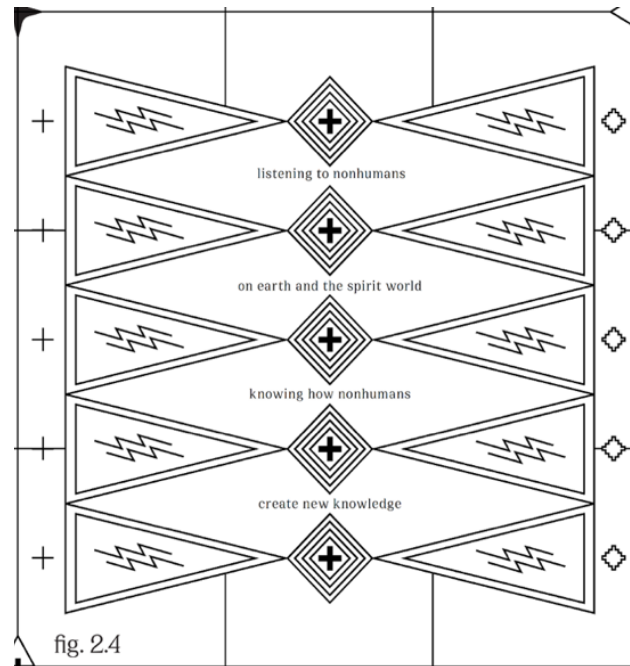 listening to nonhumans
on earth and the spirit world
knowing how nonhumans
create new knowledge
fig. 2.4